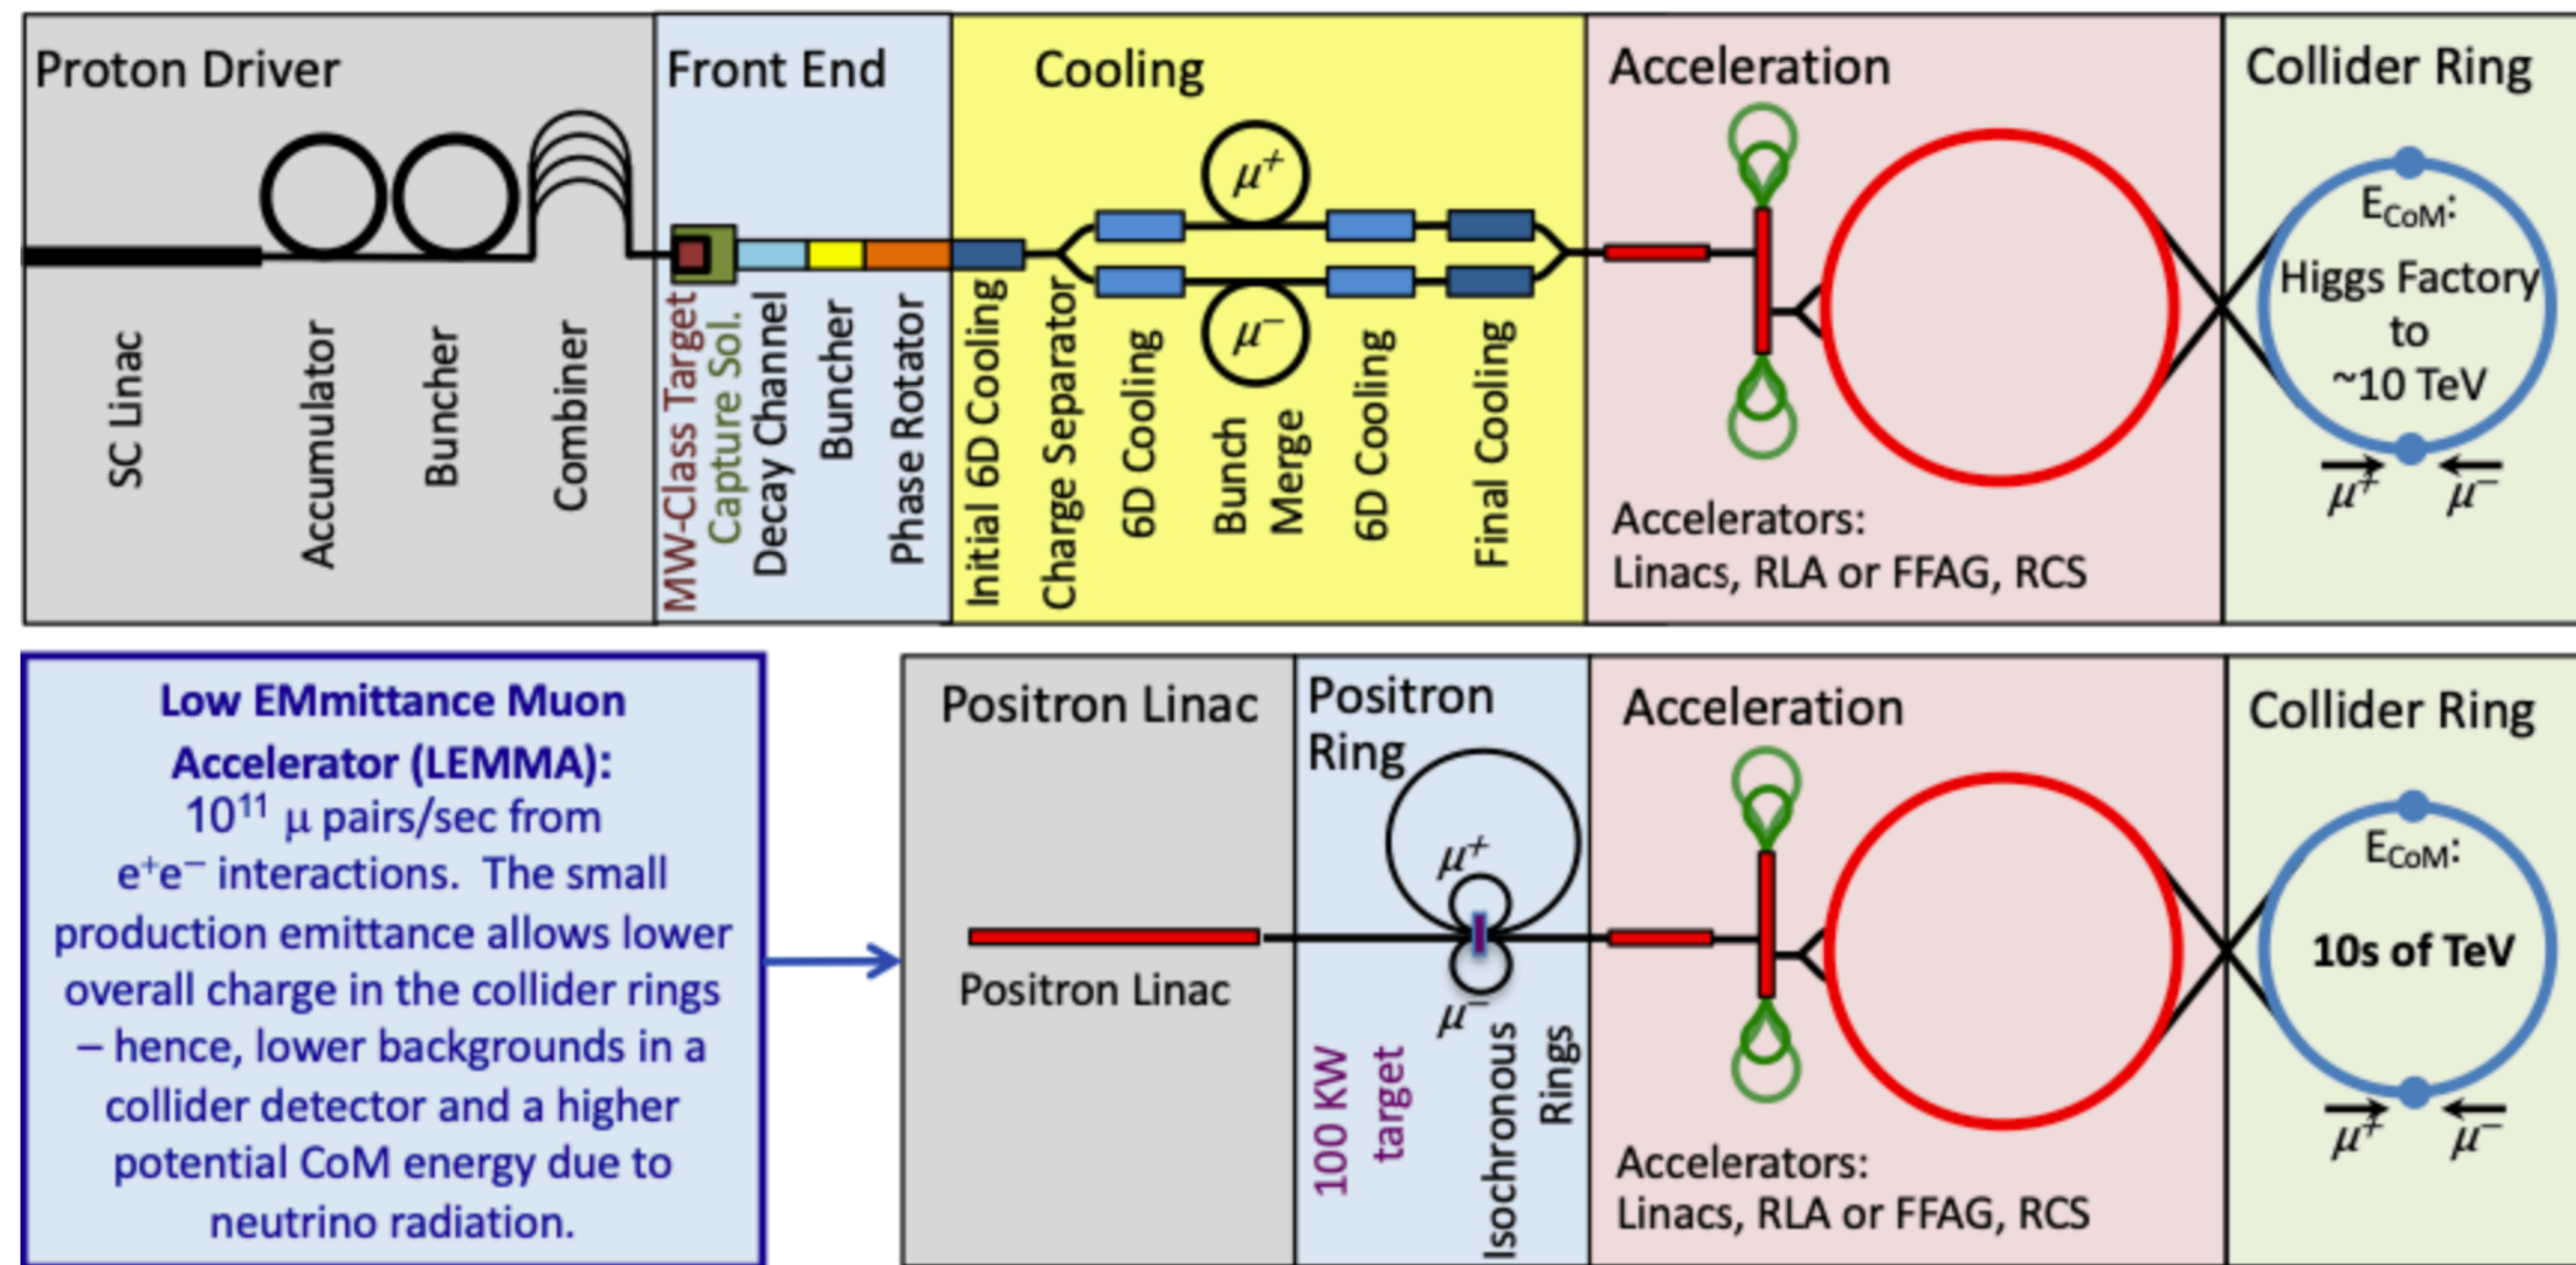 Proton Driver
SC Linac
Accumulator
Buncher
Combiner
Front End
MW-Class Target
Capture Sol.
Decay Channel
Buncher
Phase Rotator
Cooling
Initial 6D Cooling
Charge Separator
6D Cooling
μ⁺
μ⁻
Bunch
Merge
6D Cooling
Final Cooling
Acceleration
Accelerators:
Linacs, RLA or FFAG, RCS
Collider Ring
E_CoM:
Higgs Factory
to
~10 TeV
μ⁺ μ⁻
Low EMmittance Muon
Accelerator (LEMMA):
10¹¹ μ pairs/sec from
e⁺e⁻ interactions. The small
production emittance allows lower
overall charge in the collider rings
– hence, lower backgrounds in a
collider detector and a higher
potential CoM energy due to
neutrino radiation.
Positron Linac
Positron Linac
Positron
Ring
μ⁺
μ⁻
100 KW
target
Isochronous
Rings
Acceleration
Accelerators:
Linacs, RLA or FFAG, RCS
Collider Ring
E_CoM:
10s of TeV
μ⁺ μ⁻